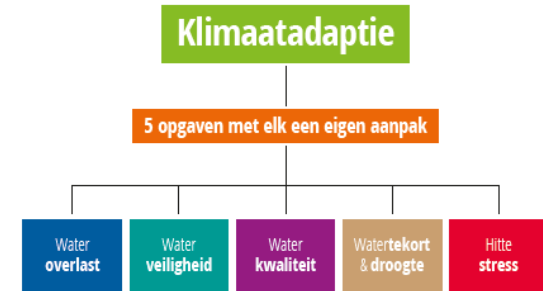 Klimaatadaptie
5 opgaven met elk een eigen aanpak
Water
overlast
Water
veiligheid
Water
kwaliteit
Watertekort
& droogte
Hitte
stress